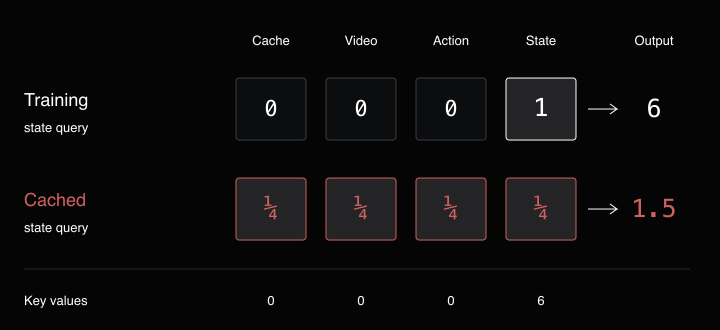 Cache Video Action State Output
Training
state query
0 0 0 1 → 6
Cached
state query
¼ ¼ ¼ ¼ → 1.5
Key values 0 0 0 6